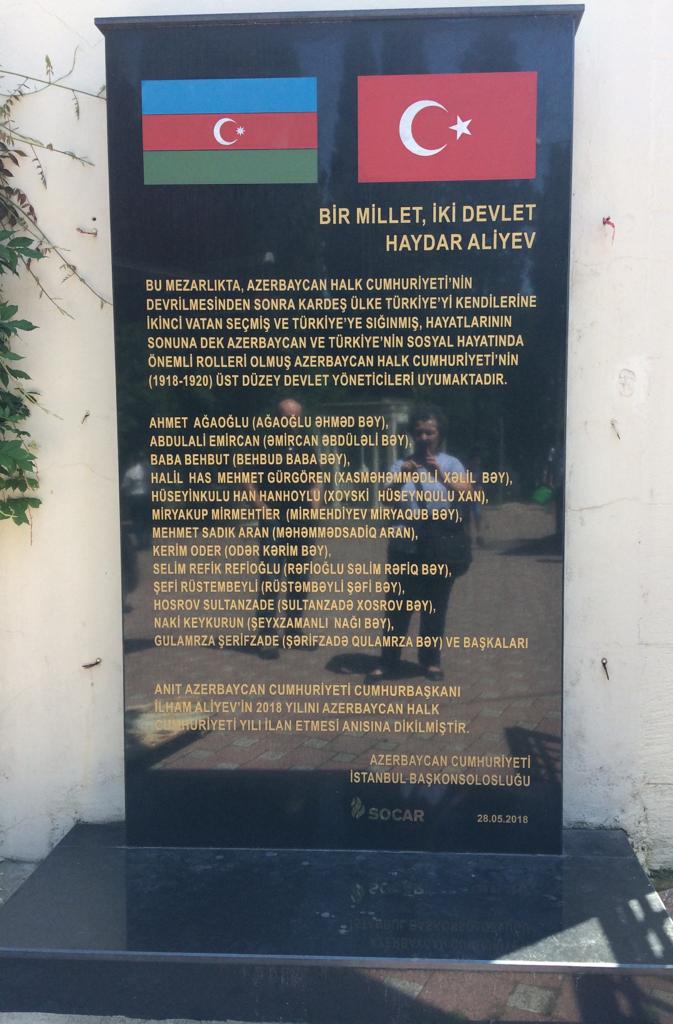 BİR MİLLET, İKİ DEVLET
HAYDAR ALİYEV
BU MEZARLIKTA, AZERBAYCAN HALK CUMHURİYETİ'NİN
DEVRİLMESİNDEN SONRA KARDEŞ ÜLKE TÜRKİYE'Yİ KENDİLERİNE
İKİNCİ VATAN SEÇMİŞ VE TÜRKİYE'YE SIĞINMIŞ, HAYATLARININ
SONUNA DEK AZERBAYCAN VE TÜRKİYE'NİN SOSYAL HAYATINDA
ÖNEMLİ ROLLERİ OLMUŞ AZERBAYCAN HALK CUMHURİYETİ'NİN
(1918-1920) ÜST DÜZEY DEVLET YÖNETİCİLERİ UYUMAKTADIR.
AHMET AĞAOĞLU (AĞAOĞLU ƏHMƏD BƏY),
ABDULALİ EMİRCAN (ƏMİRCAN ƏBDÜLƏLİ BƏY),
BABA BEHBUT (BEHBUD BABA BƏY),
HALİL HAS MEHMET GÜRGÖREN (XASMƏHƏMMƏDLİ XƏLİL BƏY),
HÜSEYİNKULU HAN HANHOYLU (XOYSKİ HÜSEYNQULU XAN),
MİRYAKUP MİRMEHTİER (MİRMEHDİYEV MİRYAQUB BƏY),
MEHMET SADIK ARAN (MƏHƏMMƏDSADIQ ARAN),
KERİM ODER (ODƏR KƏRİM BƏY),
SELİM REFİK REFİOĞLU (RƏFİOĞLU SƏLİM RƏFİQ BƏY),
ŞEFİ RÜSTEMBEYLİ (RÜSTƏMBƏYLİ ŞƏFİ BƏY),
HOSROV SULTANZADE (SULTANZADƏ XOSROV BƏY),
NAKİ KEYKURUN (ŞEYXZAMANLI NAĞI BƏY),
GULAMRZA ŞERİFZADE (ŞƏRİFZADƏ QULAMRZA BƏY) VE BAŞKALARI
ANIT AZERBAYCAN CUMHURİYETİ CUMHURBAŞKANI
İLHAM ALİYEV'İN 2018 YILINI AZERBAYCAN HALK
CUMHURİYETİ YILI İLAN ETMESİ ANISINA DİKİLMİŞTİR.
AZERBAYCAN CUMHURİYETİ
İSTANBUL BAŞKONSOLOSLUĞU
SOCAR
28.05.2018